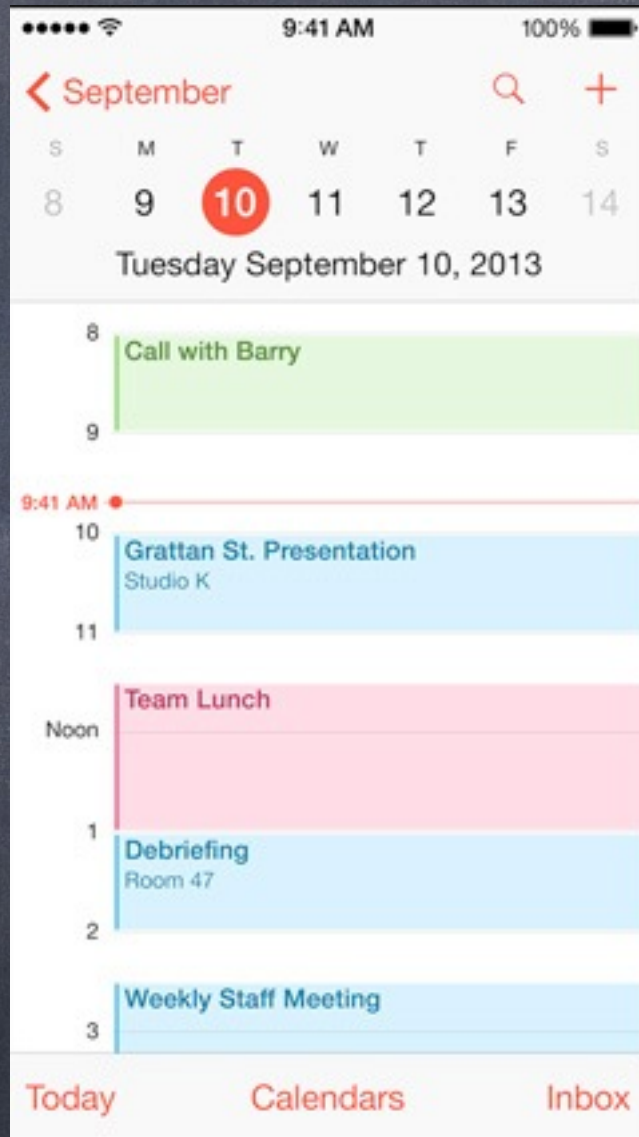 9:41 AM 100%
September
S M T W T F S
8 9 10 11 12 13 14
Tuesday September 10, 2013
8
Call with Barry
9
9:41 AM
10
Grattan St. Presentation
Studio K
11
Team Lunch
Noon
1
Debriefing
Room 47
2
Weekly Staff Meeting
3
Today Calendars Inbox